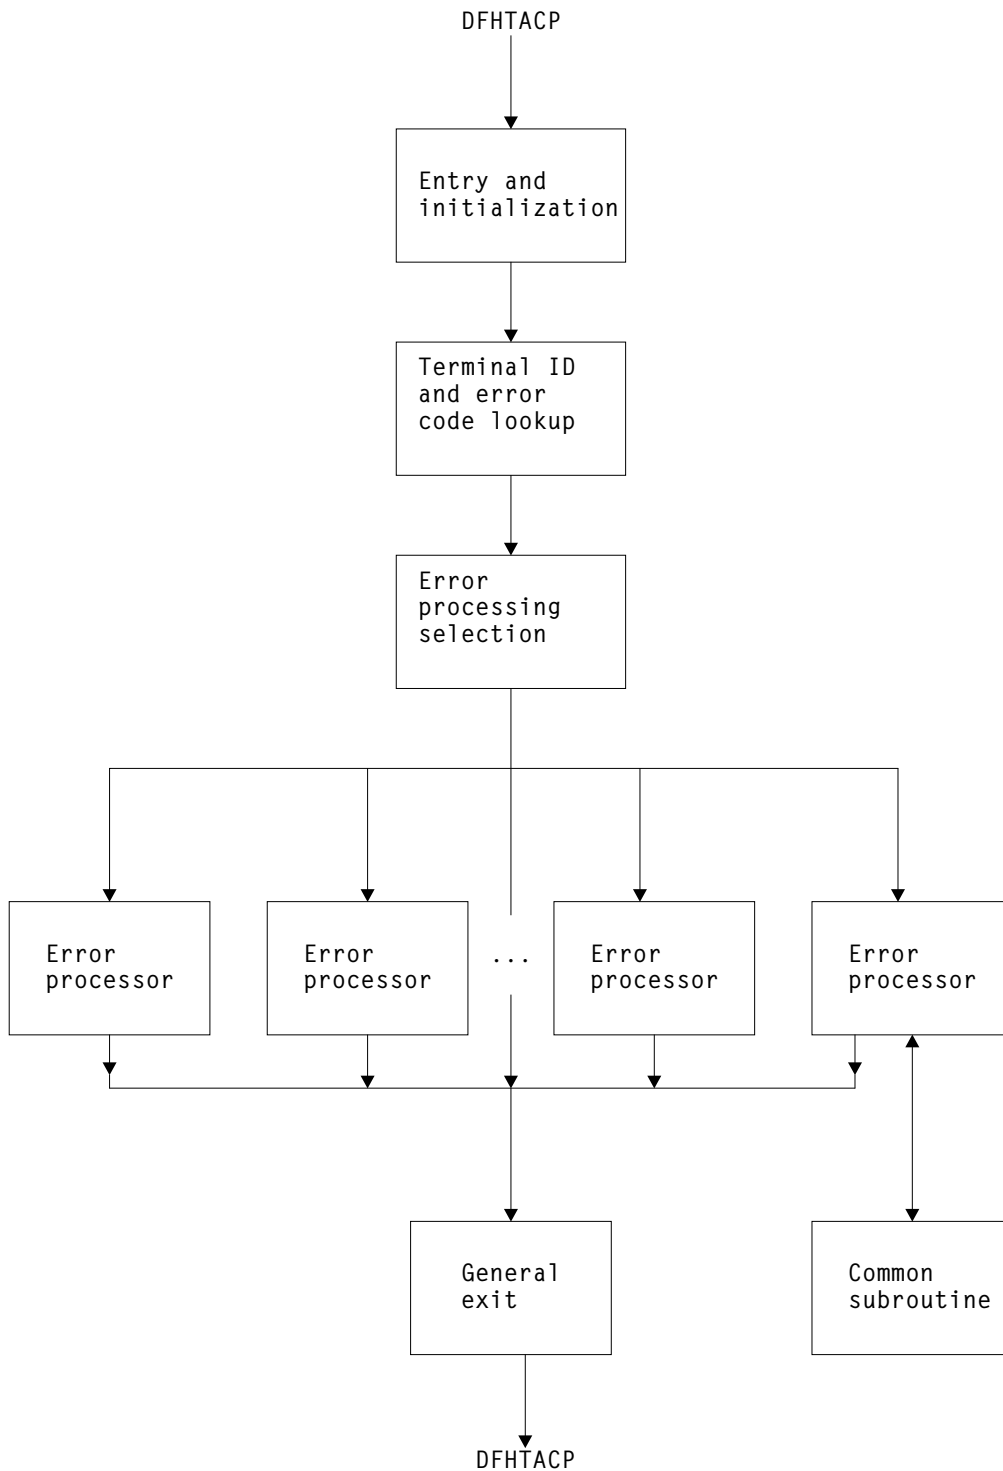 DFHTACP
Entry and
initialization
Terminal ID
and error
code lookup
Error
processing
selection
Error
processor
Error
processor
...
Error
processor
Error
processor
General
exit
Common
subroutine
DFHTACP